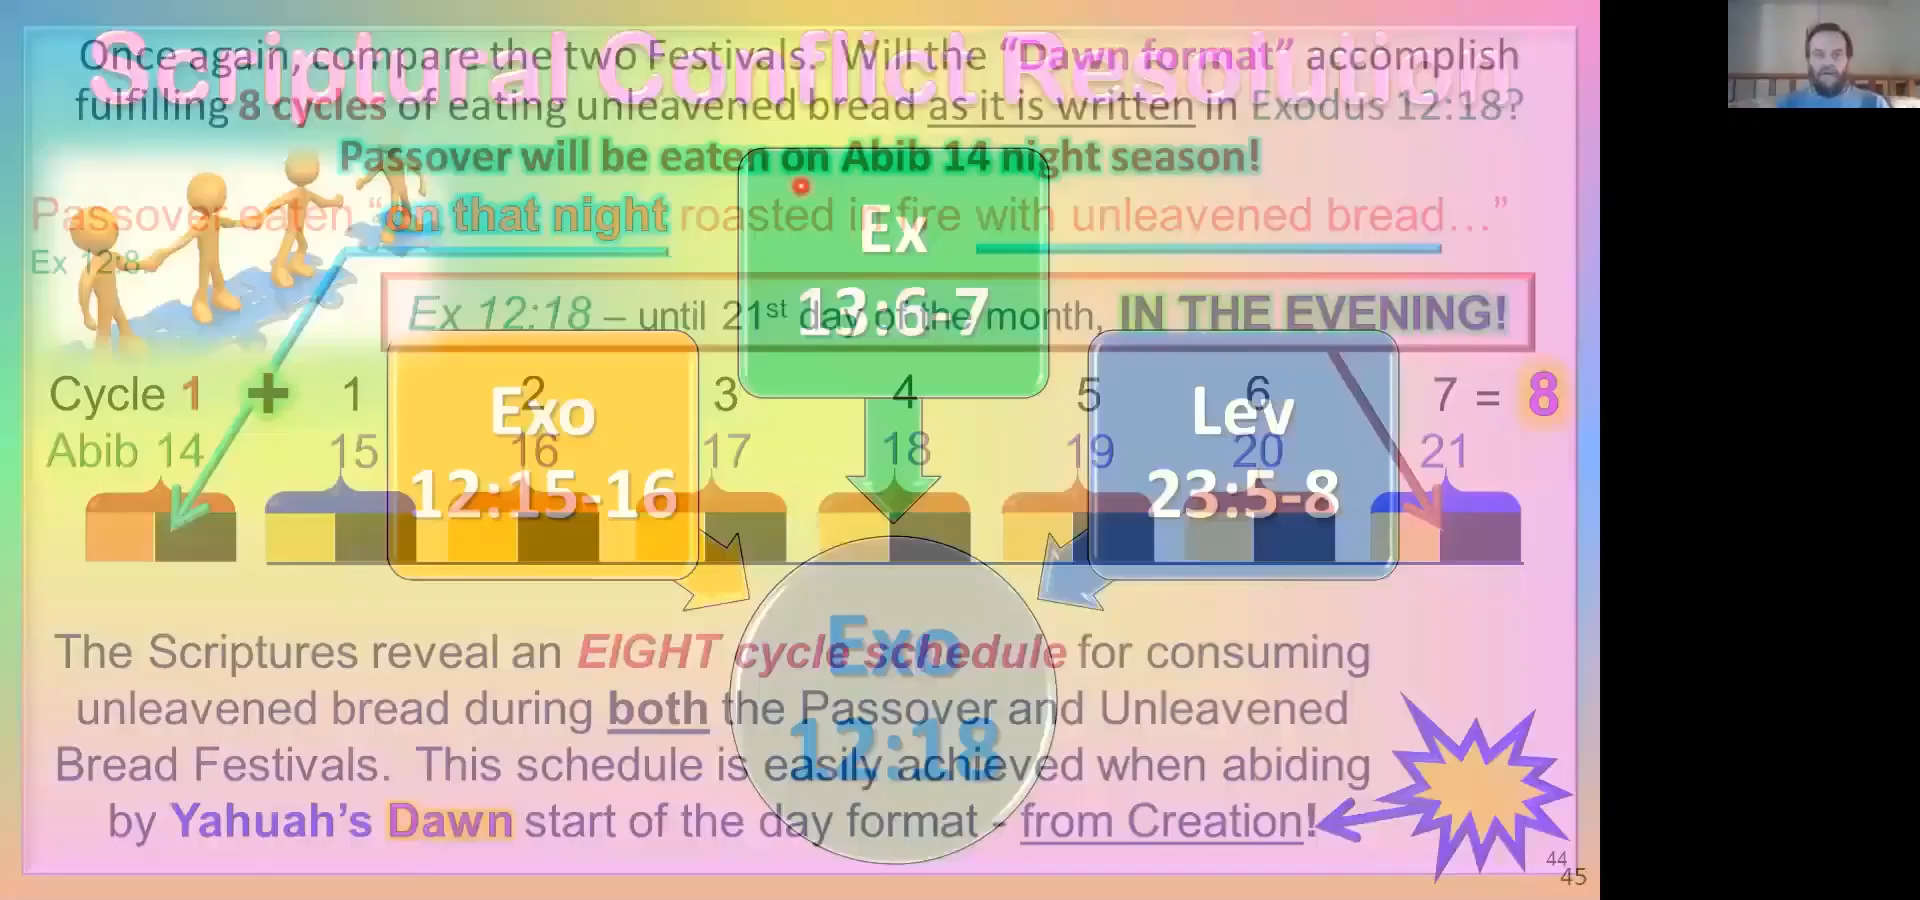 Scriptural Conflict Resolution
Once again, compare the two Festivals. Will the “Dawn format” accomplish
fulfilling 8 cycles of eating unleavened bread as it is written in Exodus 12:18?
Passover will be eaten on Abib 14 night season!
Passover eaten “on that night roasted in fire with unleavened bread…”
Ex 12:8
Ex 12:18 – until 21st day of the month, IN THE EVENING!
Cycle 1 + 1 2 3 4 5 6 7 = 8
Abib 14 15 16 17 18 19 20 21
Ex
13:6-7
Exo
12:15-16
Lev
23:5-8
Exo
12:18
The Scriptures reveal an EIGHT cycle schedule for consuming
unleavened bread during both the Passover and Unleavened
Bread Festivals. This schedule is easily achieved when abiding
by Yahuah’s Dawn start of the day format - from Creation!
44
45